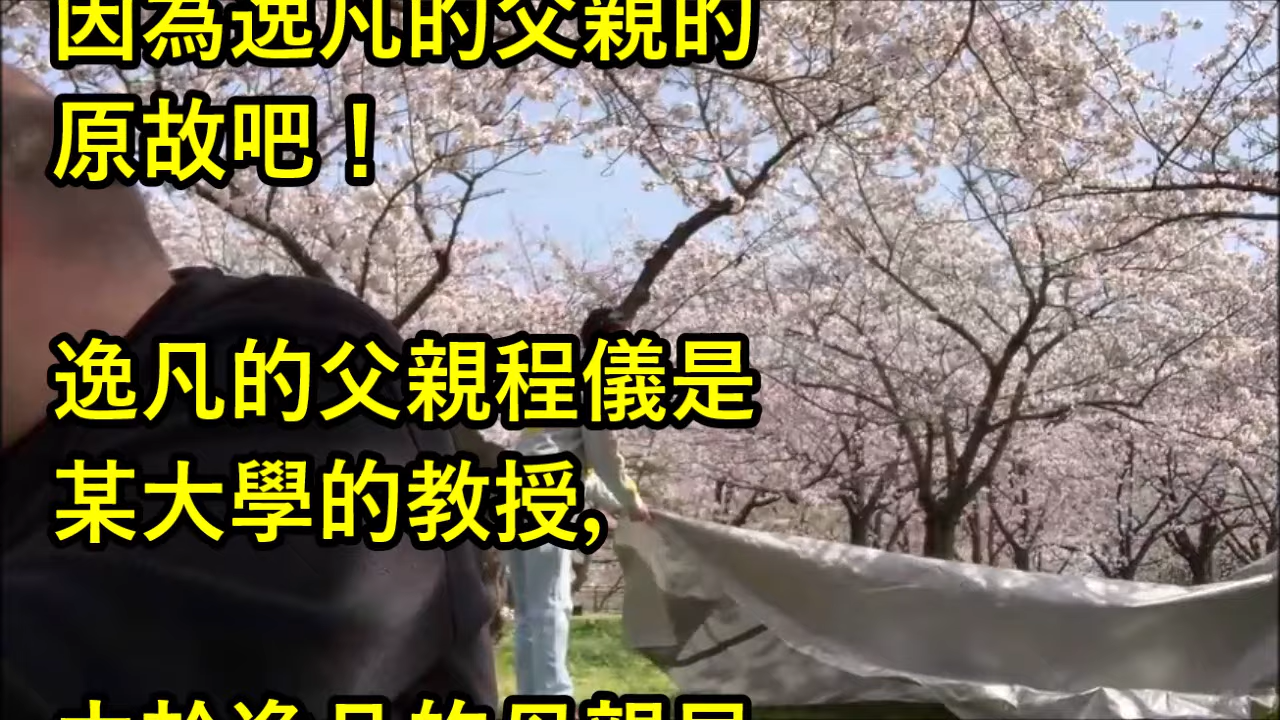 因為逸凡的父親的
原故吧！
逸凡的父親程儀是
某大學的教授,